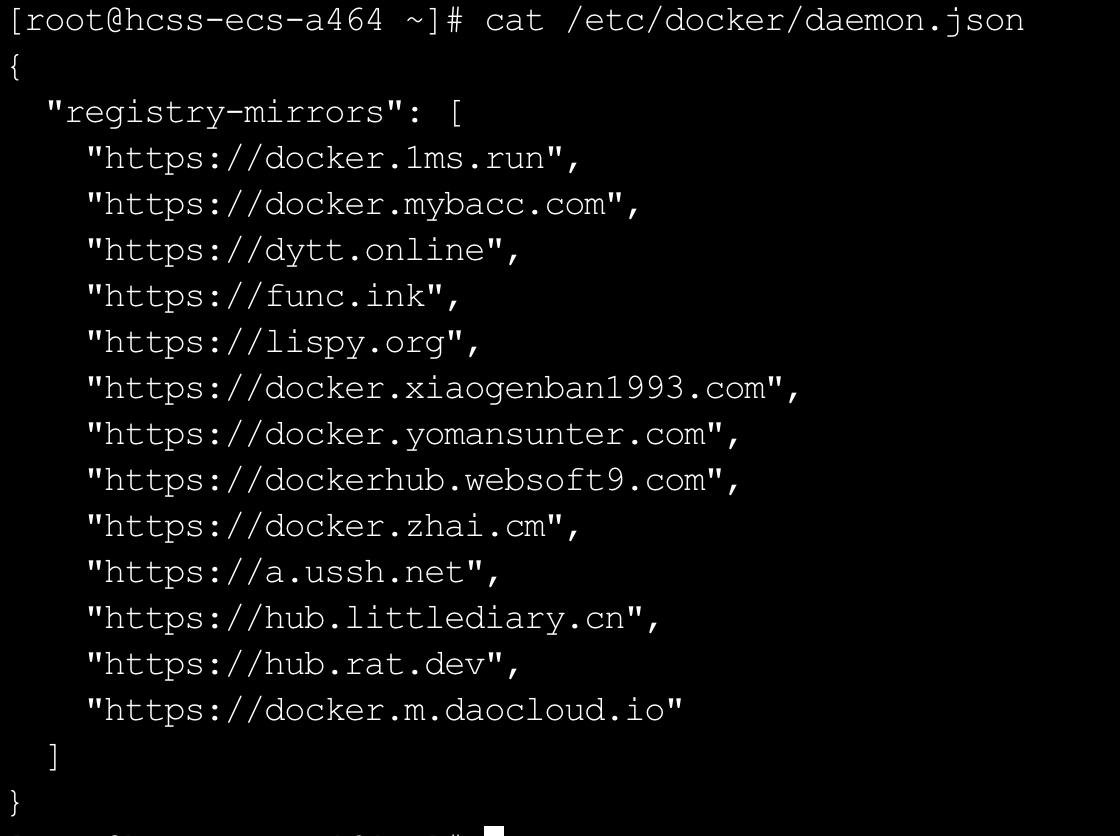 [root@hcss-ecs-a464 ~]# cat /etc/docker/daemon.json
{
  "registry-mirrors": [
    "https://docker.1ms.run",
    "https://docker.mybacc.com",
    "https://dytt.online",
    "https://func.ink",
    "https://lispy.org",
    "https://docker.xiaogenban1993.com",
    "https://docker.yomansunter.com",
    "https://dockerhub.websoft9.com",
    "https://docker.zhai.cm",
    "https://a.ussh.net",
    "https://hub.littlediary.cn",
    "https://hub.rat.dev",
    "https://docker.m.daocloud.io"
  ]
}